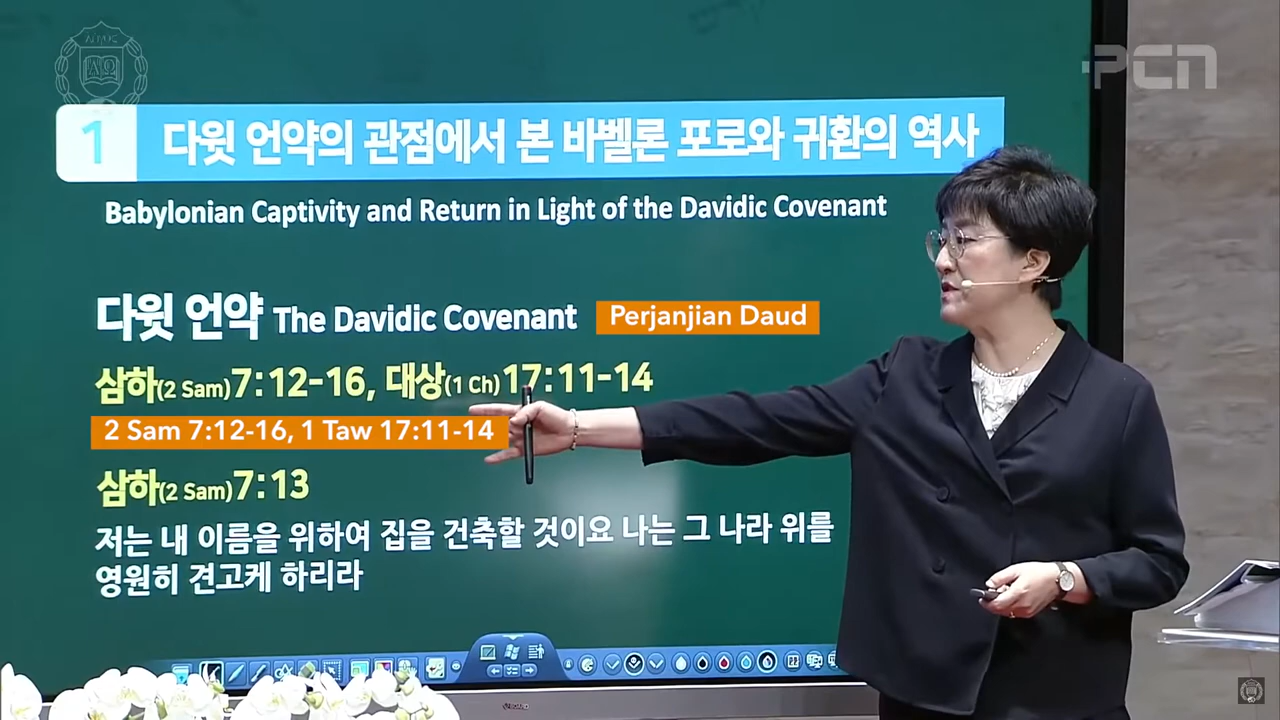 PCN
ΑΩ
1 다윗 언약의 관점에서 본 바벨론 포로와 귀환의 역사
Babylonian Captivity and Return in Light of the Davidic Covenant
다윗 언약 The Davidic Covenant Perjanjian Daud
삼하(2 Sam)7:12-16, 대상(1 Ch)17:11-14
2 Sam 7:12-16, 1 Taw 17:11-14
삼하(2 Sam)7:13
저는 내 이름을 위하여 집을 건축할 것이요 나는 그 나라 위를
영원히 견고케 하리라